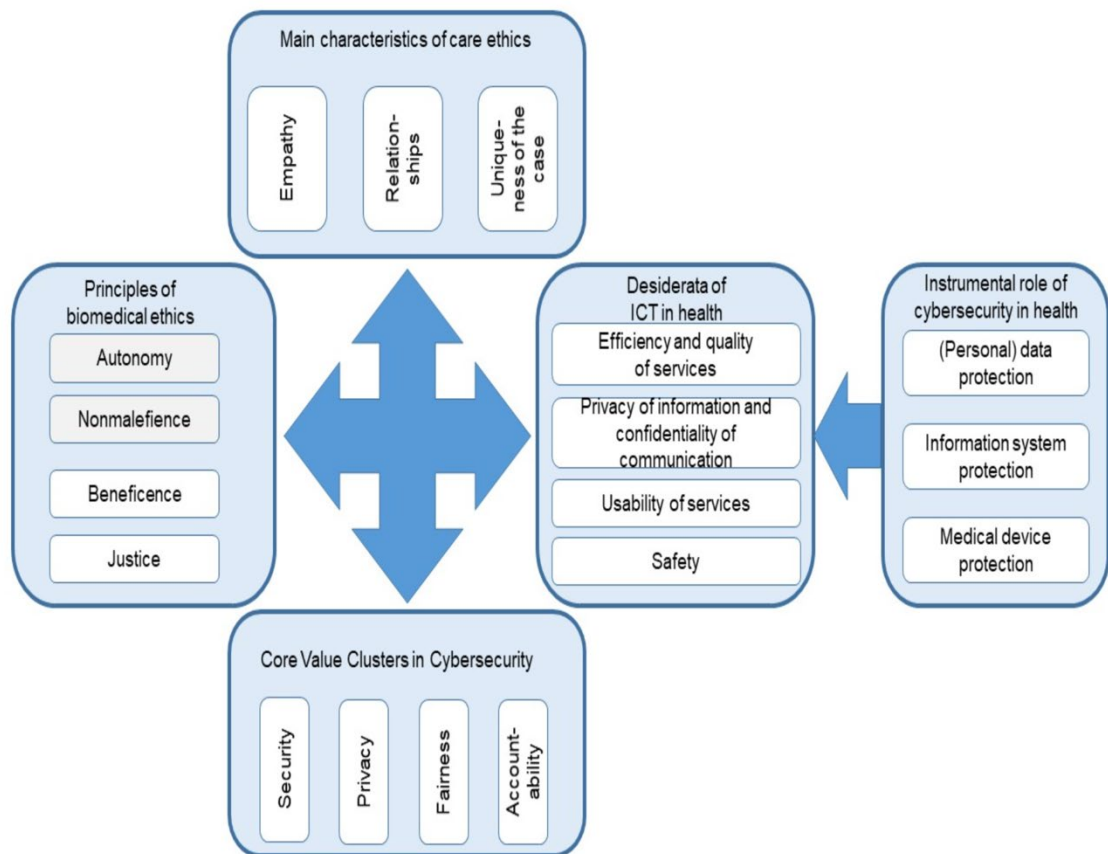 Main characteristics of care ethics
Empathy
Relation-
ships
Unique-
ness of the
case
Principles of
biomedical ethics
Autonomy
Nonmalefience
Beneficence
Justice
Desiderata of
ICT in health
Efficiency and quality
of services
Privacy of information and
confidentiality of
communication
Usability of services
Safety
Instrumental role of
cybersecurity in health
(Personal) data
protection
Information system
protection
Medical device
protection
Core Value Clusters in Cybersecurity
Security
Privacy
Fairness
Account-
ability